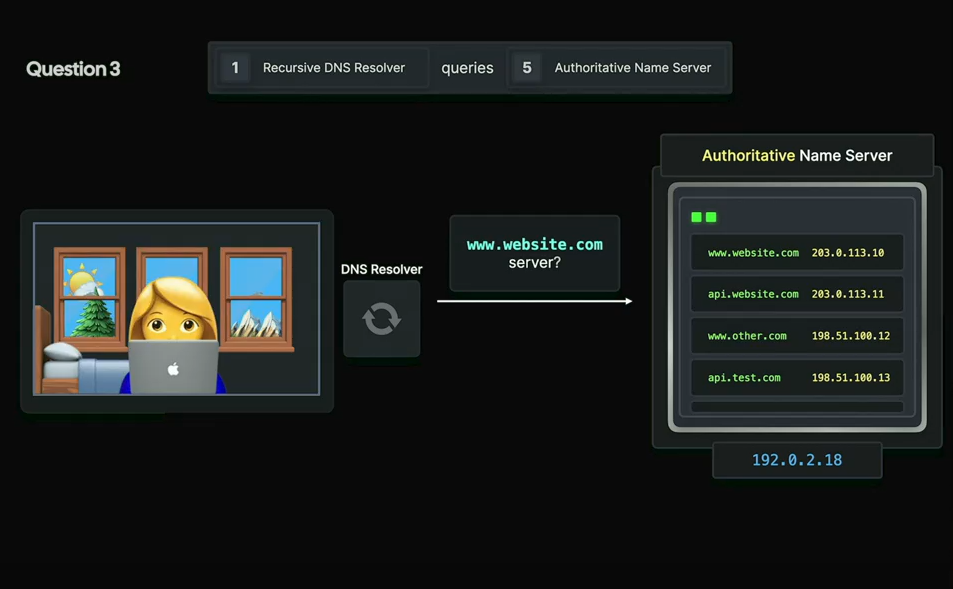 Question 3
1 Recursive DNS Resolver queries 5 Authoritative Name Server
Authoritative Name Server
www.website.com
server?
DNS Resolver
www.website.com 203.0.113.10
api.website.com 203.0.113.11
www.other.com 198.51.100.12
api.test.com 198.51.100.13
192.0.2.18